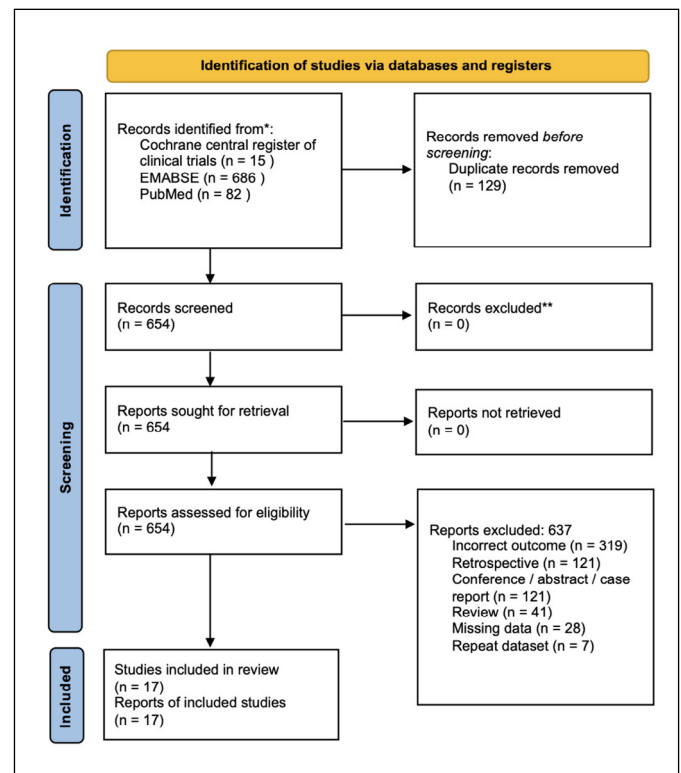 Identification of studies via databases and registers
Identification
Records identified from*:
Cochrane central register of
clinical trials (n = 15 )
EMABSE (n = 686 )
PubMed (n = 82 )
Records removed before
screening:
Duplicate records removed
(n = 129)
Screening
Records screened
(n = 654)
Records excluded**
(n = 0)
Reports sought for retrieval
(n = 654
Reports not retrieved
(n = 0)
Reports assessed for eligibility
(n = 654)
Reports excluded: 637
Incorrect outcome (n = 319)
Retrospective (n = 121)
Conference / abstract / case
report (n = 121)
Review (n = 41)
Missing data (n = 28)
Repeat dataset (n = 7)
Included
Studies included in review
(n = 17)
Reports of included studies
(n = 17)